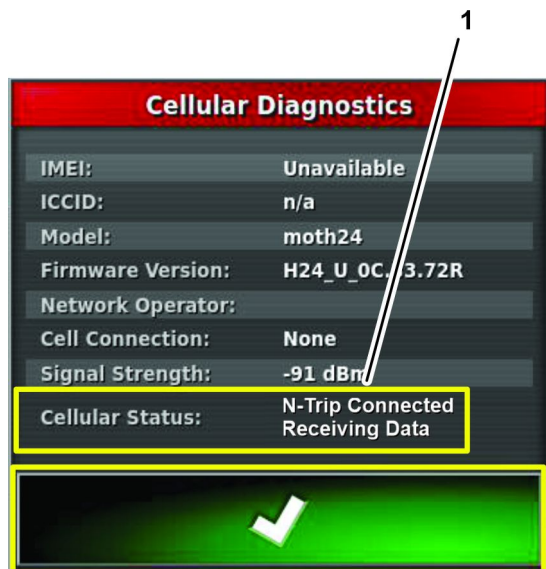 1
Cellular Diagnostics
IMEI: Unavailable
ICCID: n/a
Model: moth24
Firmware Version:
Network Operator:
Cell Connection: None
Signal Strength: -91 dBm
Cellular Status: N-Trip Connected
Receiving Data